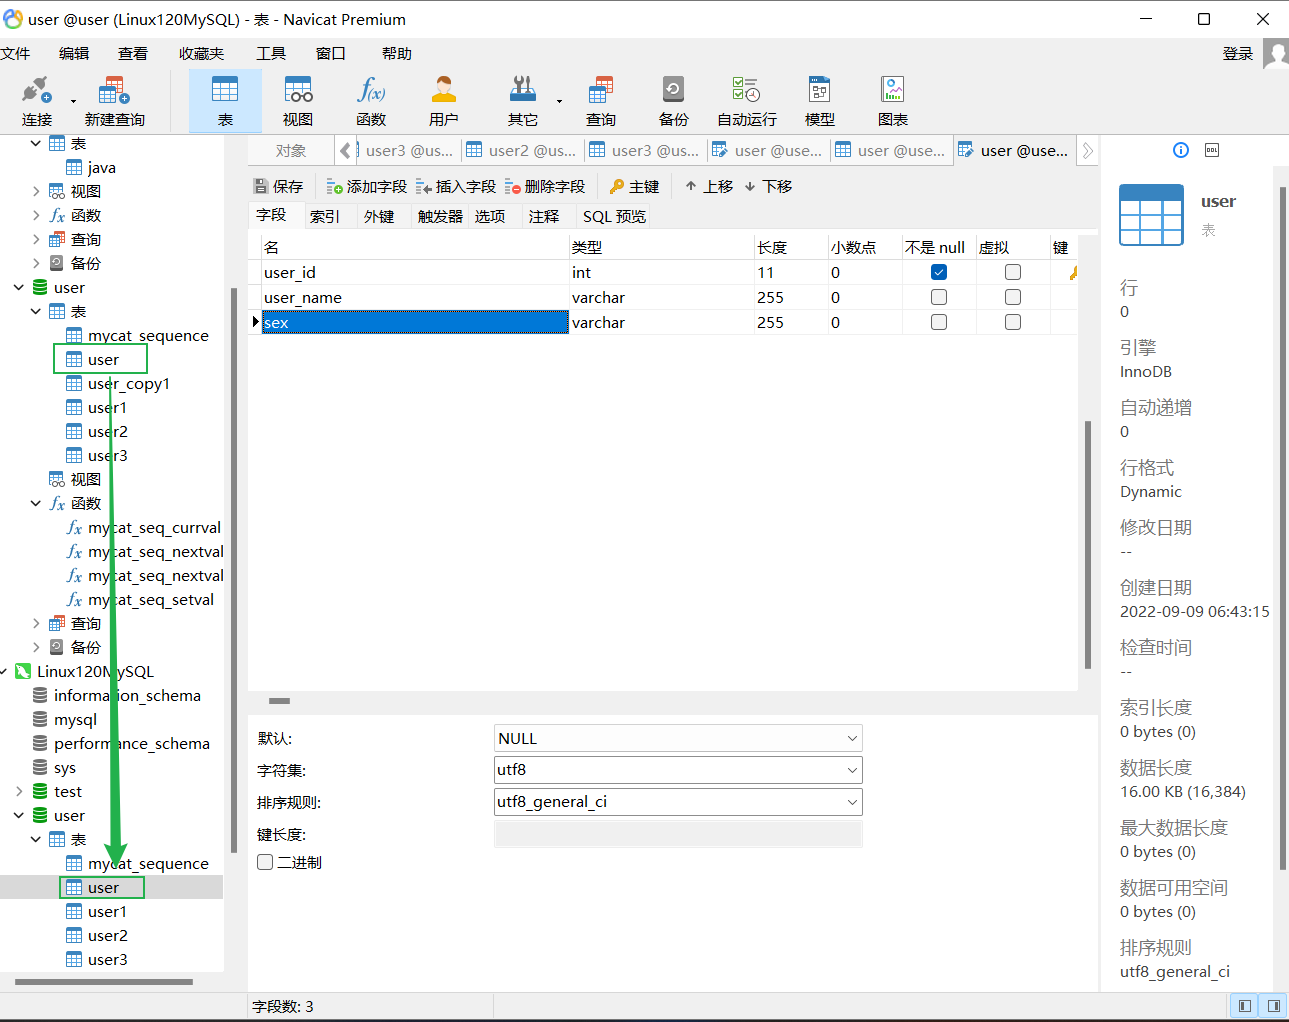 user @user (Linux120MySQL) - 表 - Navicat Premium
文件 编辑 查看 收藏夹 工具 窗口 帮助 登录
连接 新建查询 表 视图 函数 用户 其它 查询 备份 自动运行 模型 图表
表
java
视图
函数
查询
备份
user
表
mycat_sequence
user
user_copy1
user1
user2
user3
视图
函数
mycat_seq_currval
mycat_seq_nextval
mycat_seq_nextval
mycat_seq_setval
查询
备份
Linux120MySQL
information_schema
mysql
performance_schema
sys
test
user
表
mycat_sequence
user
user1
user2
user3
对象 user3 @us... user2 @us... user3 @us... user @use... user @use... user @use...
保存 添加字段 插入字段 删除字段 主键 上移 下移
字段 索引 外键 触发器 选项 注释 SQL 预览
名 类型 长度 小数点 不是 null 虚拟 键
user_id int 11 0
user_name varchar 255 0
sex varchar 255 0
默认: NULL
字符集: utf8
排序规则: utf8_general_ci
键长度:
二进制
DDL
user
表
行
0
引擎
InnoDB
自动递增
0
行格式
Dynamic
修改日期
--
创建日期
2022-09-09 06:43:15
检查时间
--
索引长度
0 bytes (0)
数据长度
16.00 KB (16,384)
最大数据长度
0 bytes (0)
数据可用空间
0 bytes (0)
排序规则
utf8_general_ci
字段数: 3